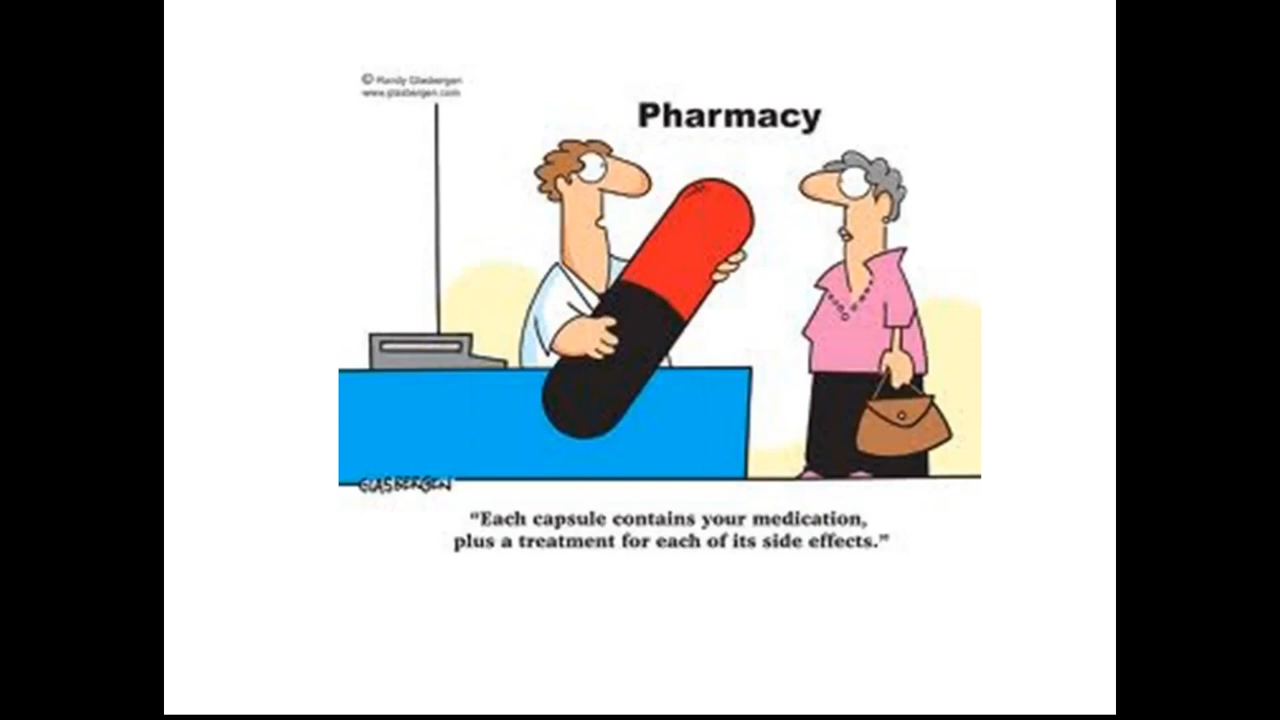 © Randy Glasbergen
www.glasbergen.com
Pharmacy
GLASBERGEN
“Each capsule contains your medication,
plus a treatment for each of its side effects.”